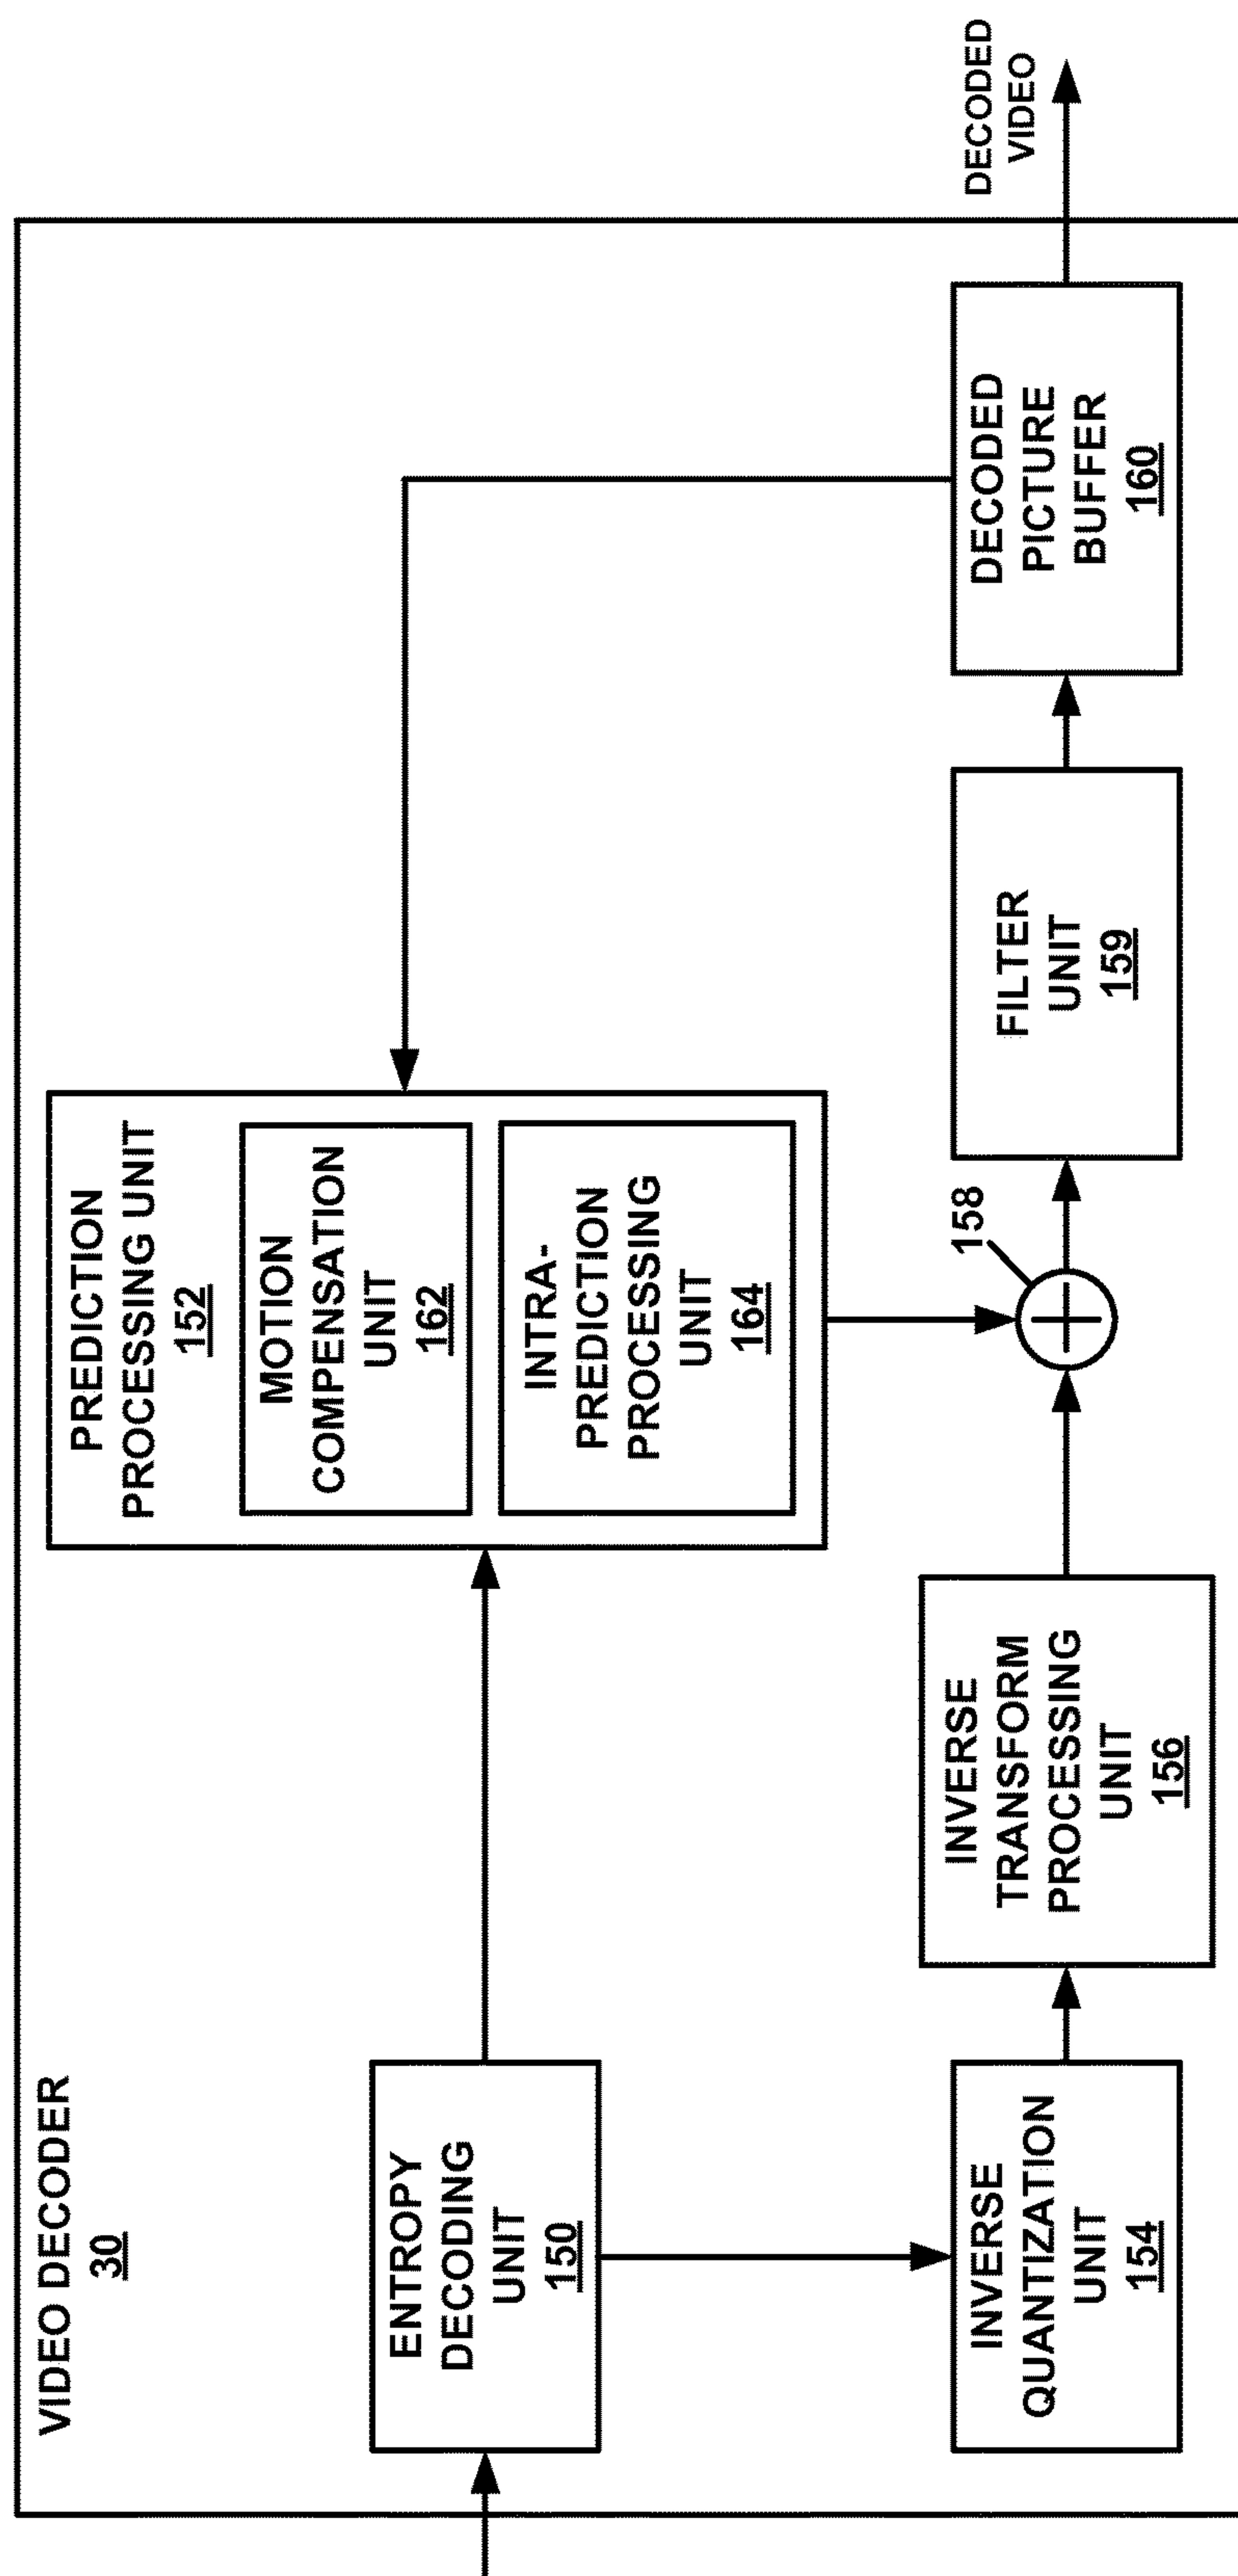 VIDEO DECODER
30
ENTROPY
DECODING
UNIT
150
PREDICTION
PROCESSING UNIT
152
MOTION
COMPENSATION
UNIT
162
INTRA-
PREDICTION
PROCESSING
UNIT
164
INVERSE
QUANTIZATION
UNIT
154
INVERSE
TRANSFORM
PROCESSING
UNIT
156
158
FILTER
UNIT
159
DECODED
PICTURE
BUFFER
160
DECODED
VIDEO